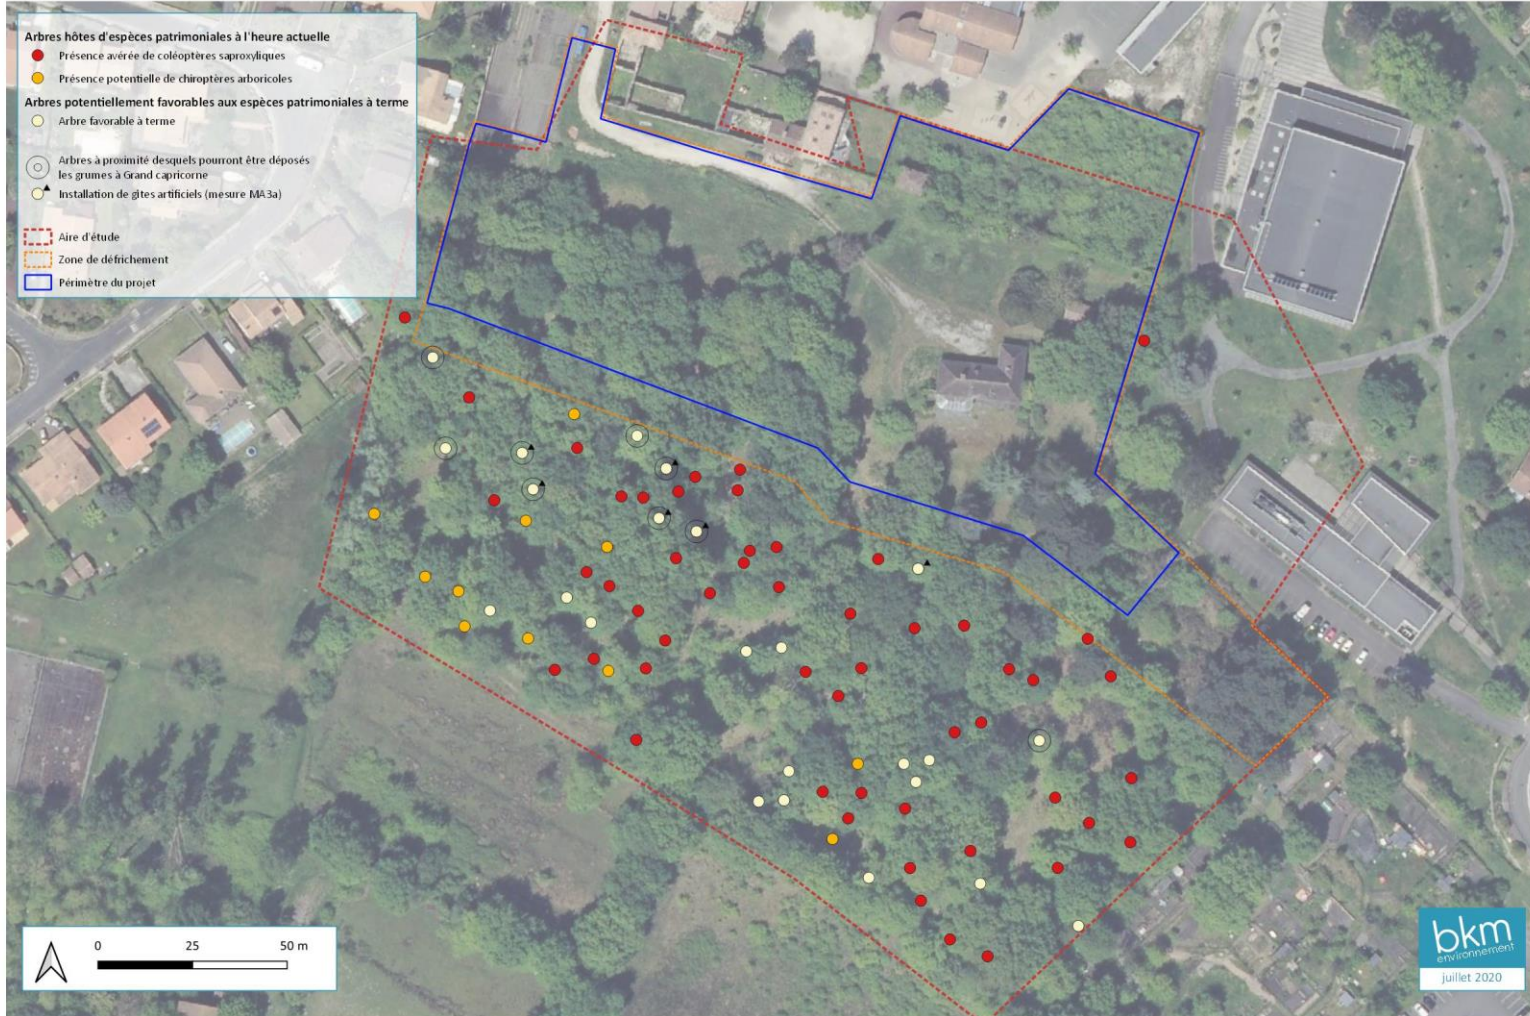 Arbres hôtes d'espèces patrimoniales à l'heure actuelle
Présence avérée de coléoptères saproxyliques
Présence potentielle de chiroptères arboricoles
Arbres potentiellement favorables aux espèces patrimoniales à terme
Arbre favorable à terme
Arbres à proximité desquels pourront être déposés
les grumes à Grand capricorne
Installation de gîtes artificiels (mesure MA3a)
Aire d'étude
Zone de défrichement
Périmètre du projet
0 25 50 m
bkm
environnement
juillet 2020